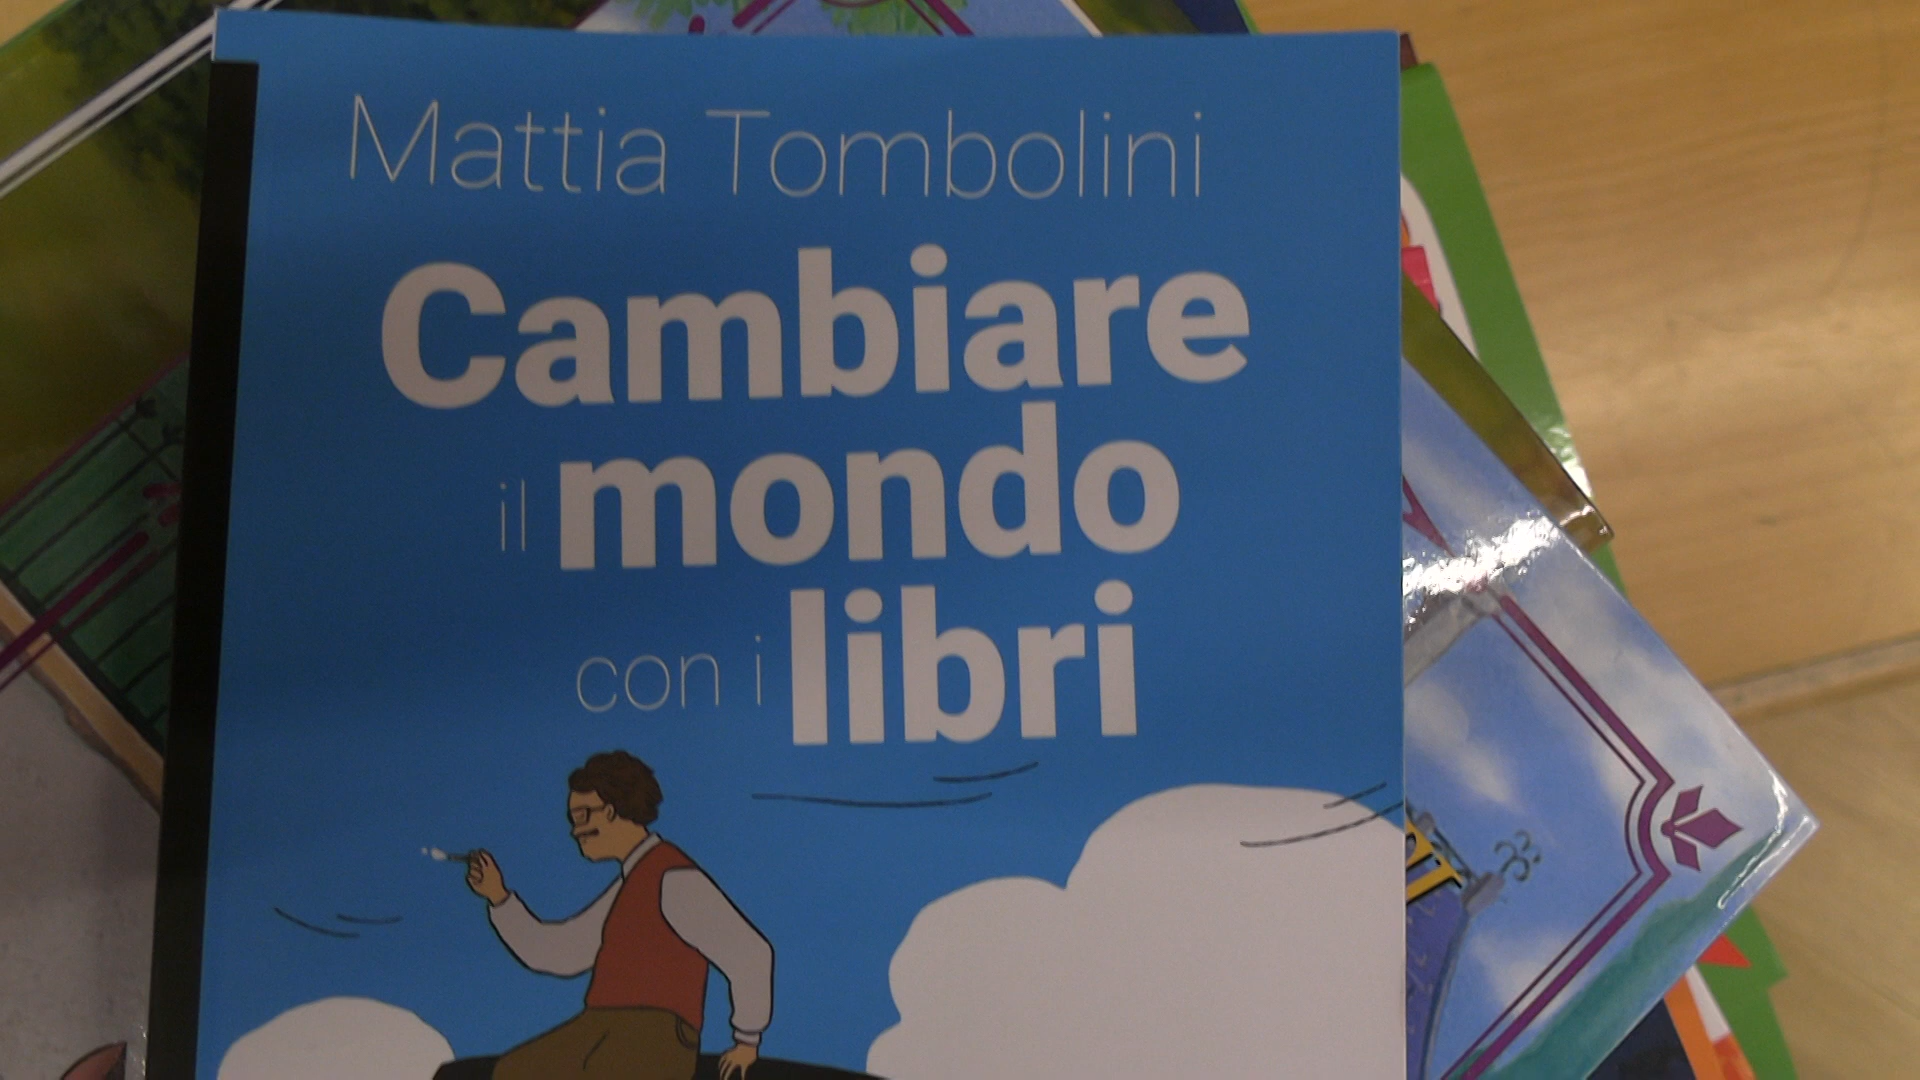 Mattia Tombolini
Cambiare
il mondo
con i libri